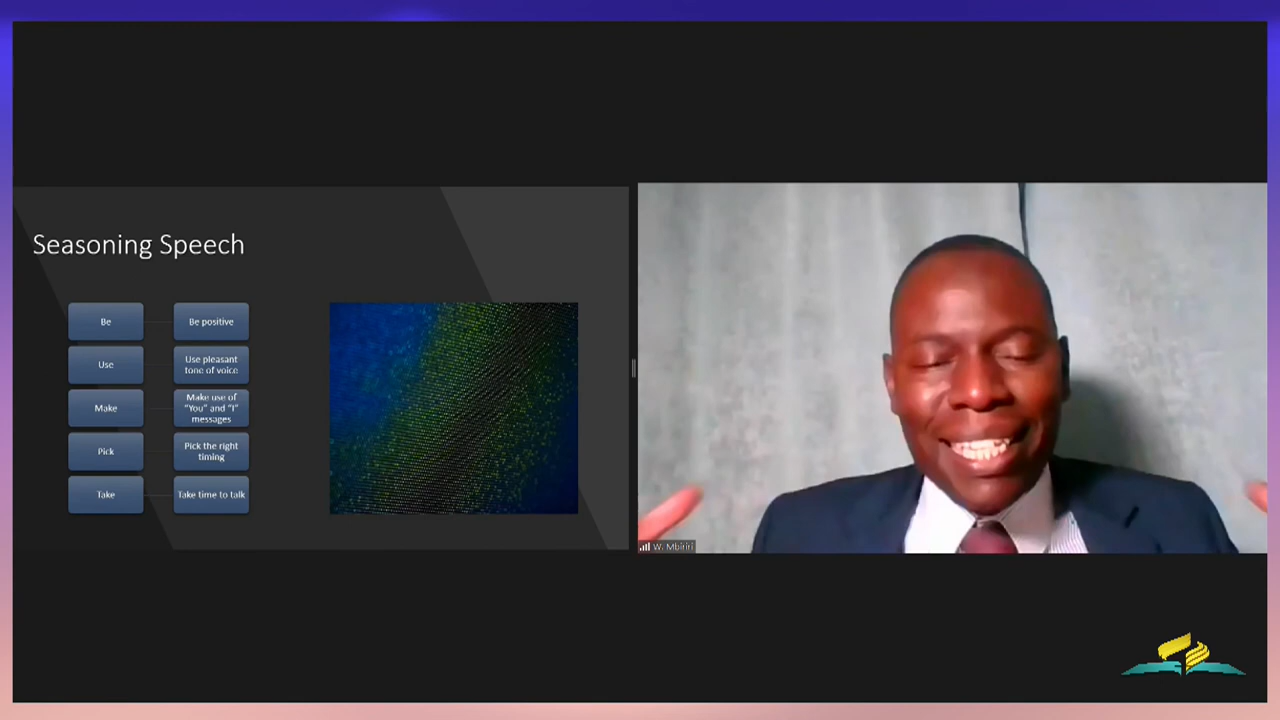 Seasoning Speech
Be
Be positive
Use
Use pleasant
tone of voice
Make
Make use of
"You" and "I"
messages
Pick
Pick the right
timing
Take
Take time to talk
W. Mbiriri